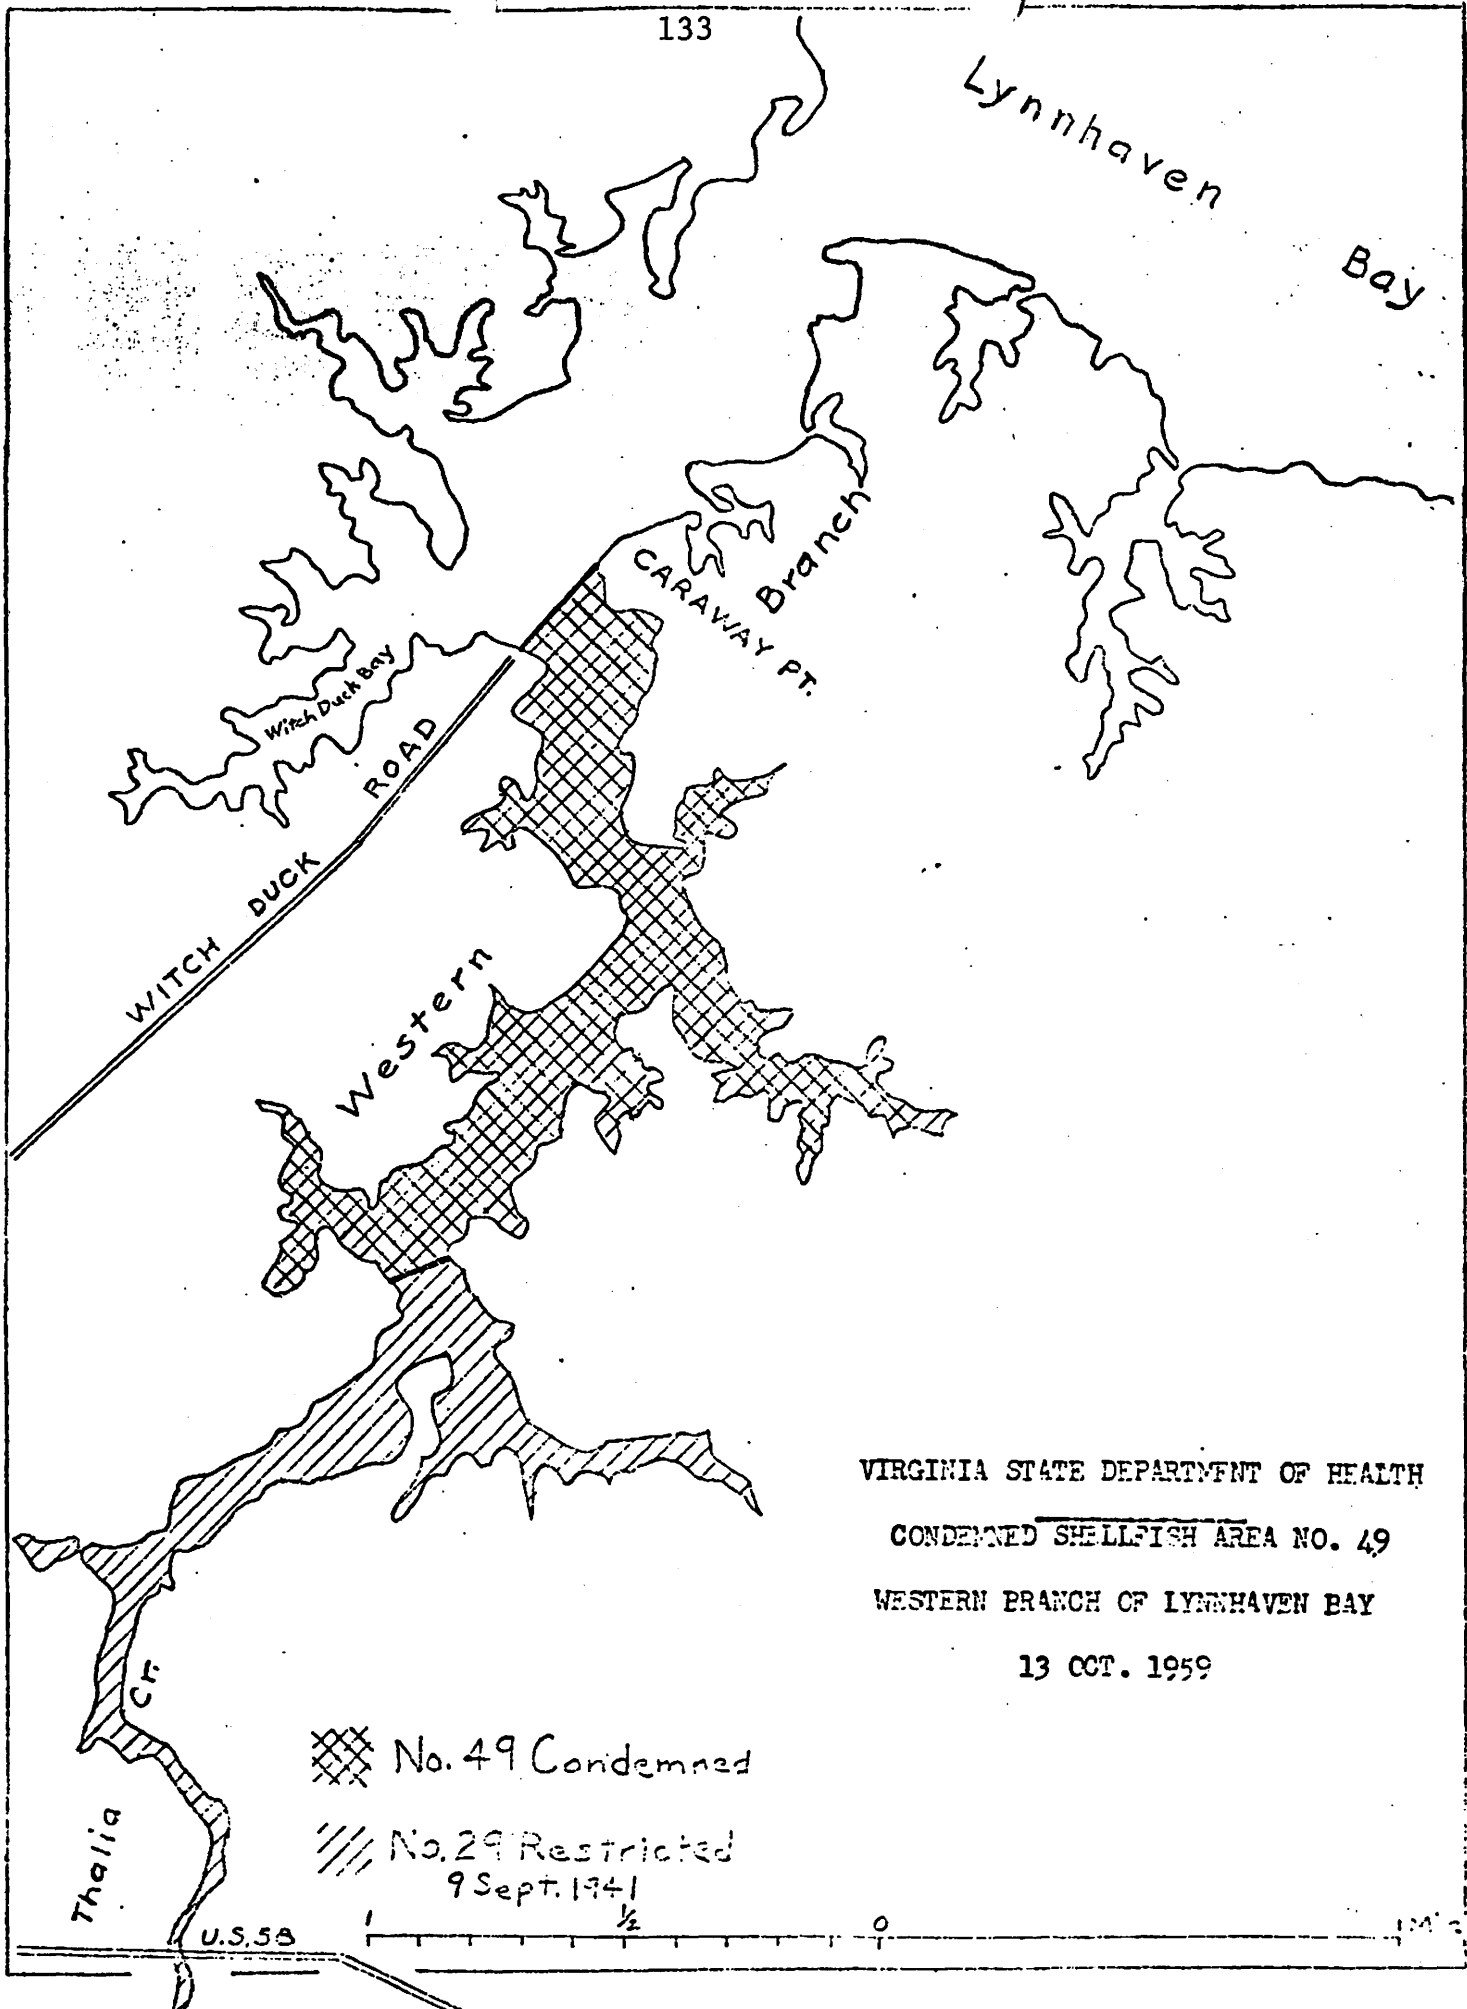 133
Lynnhaven
Bay
CARAWAY PT.
Branch
Witch Duck Bay
WITCH DUCK ROAD
Western
VIRGINIA STATE DEPARTMENT OF HEALTH
CONDEMNED SHELLFISH AREA NO. 49
WESTERN BRANCH OF LYNNHAVEN BAY
13 OCT. 1959
Cr.
No. 49 Condemned
No. 29 Restricted
9 Sept. 1941
Thalia
U.S. 58
1 ½ 0 1